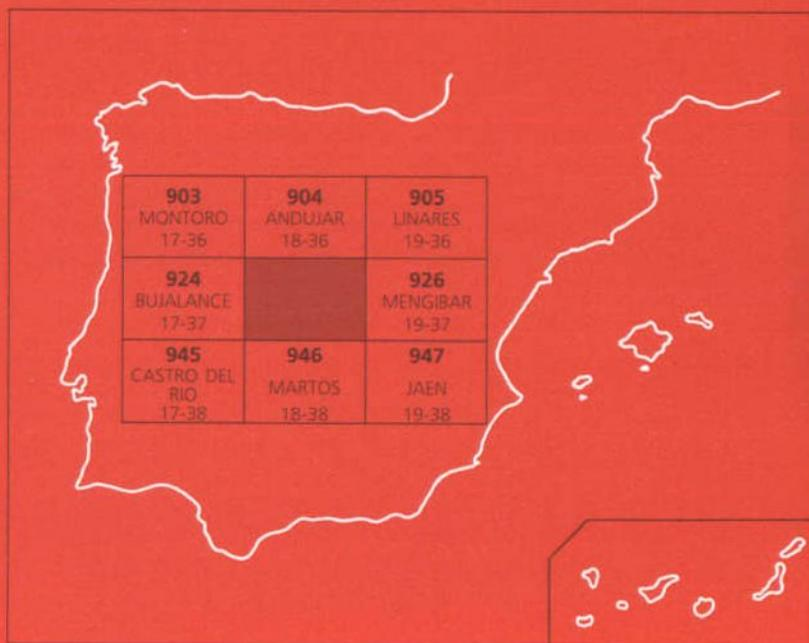 903
MONTORO
17-36
904
ANDUJAR
18-36
905
LINARES
19-36
924
BUJALANCE
17-37
926
MENGIBAR
19-37
945
CASTRO DEL
RIO
17-38
946
MARTOS
18-38
947
JAEN
19-38